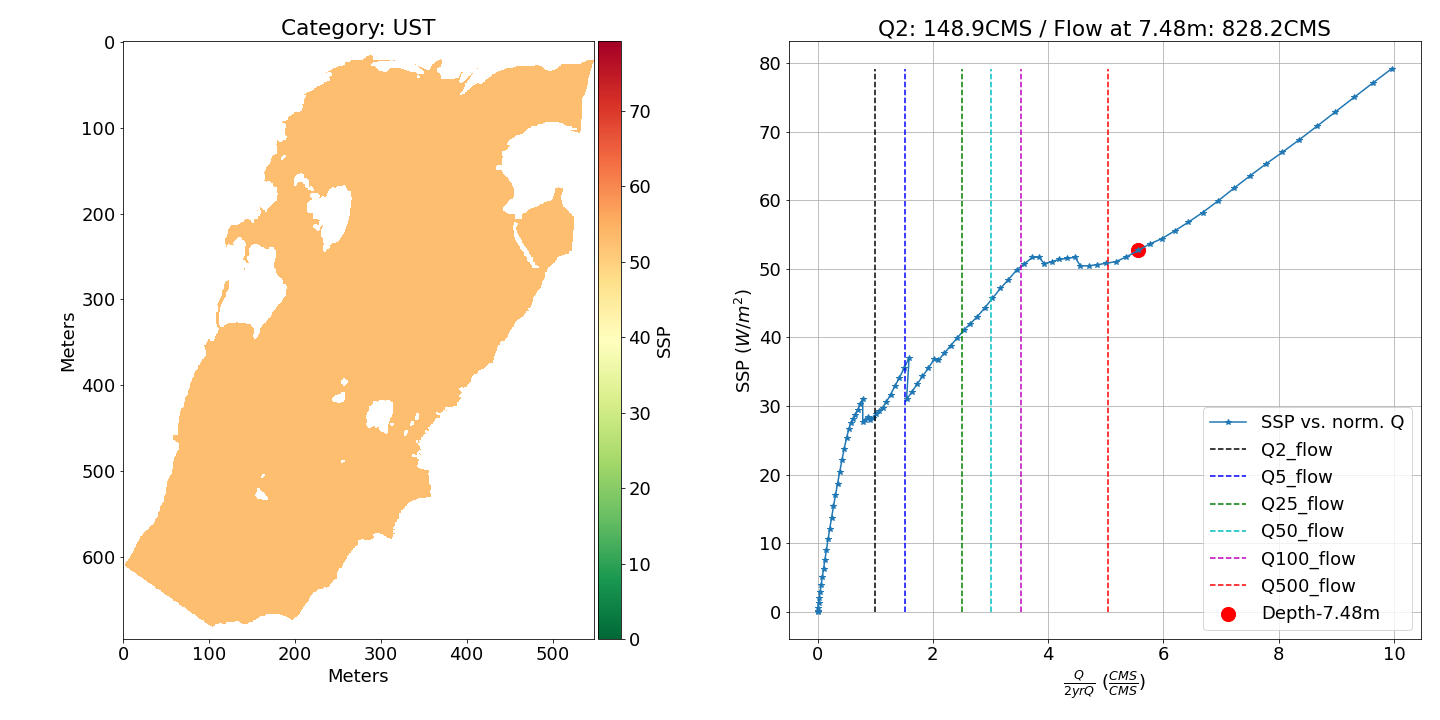 Category: UST
0
100
200
300
400
500
600
Meters
0 100 200 300 400 500
Meters
70
60
50
40
30
20
10
0
SSP
Q2: 148.9CMS / Flow at 7.48m: 828.2CMS
80
70
60
50
40
30
20
10
0
SSP (W/m²)
0 2 4 6 8 10
Q/2yrQ (CMS/CMS)
SSP vs. norm. Q
Q2_flow
Q5_flow
Q25_flow
Q50_flow
Q100_flow
Q500_flow
Depth-7.48m